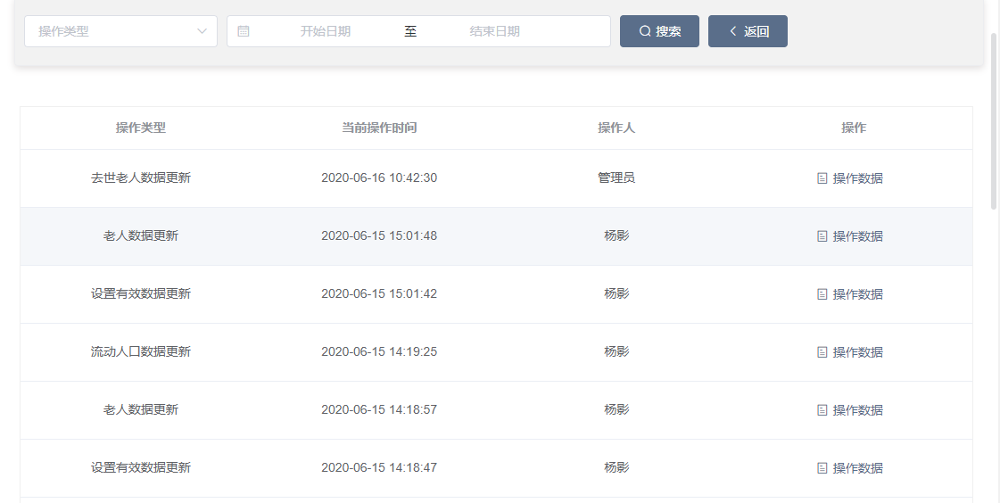 操作类型 开始日期 至 结束日期 搜索 返回
操作类型 当前操作时间 操作人 操作
去世老人数据更新 2020-06-16 10:42:30 管理员 操作数据
老人数据更新 2020-06-15 15:01:48 杨影 操作数据
设置有效数据更新 2020-06-15 15:01:42 杨影 操作数据
流动人口数据更新 2020-06-15 14:19:25 杨影 操作数据
老人数据更新 2020-06-15 14:18:57 杨影 操作数据
设置有效数据更新 2020-06-15 14:18:47 杨影 操作数据